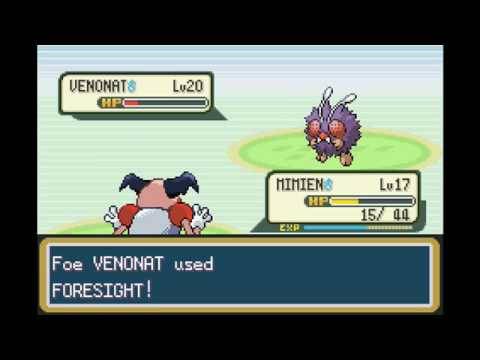 VENONAT♂ Lv20
HP
MIMIEN♂ Lv17
HP
15/ 44
EXP
Foe VENONAT used
FORESIGHT!